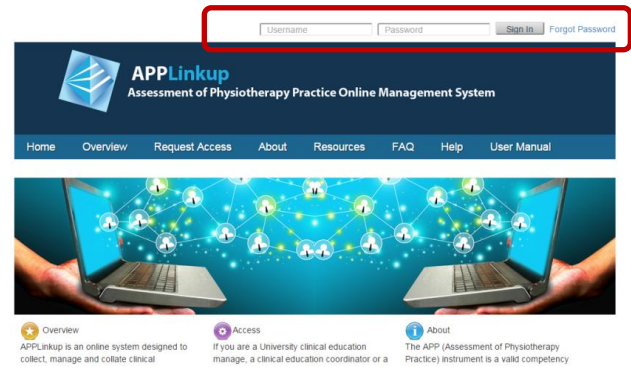 Username Password Sign In Forgot Password
APPLinkup
Assessment of Physiotherapy Practice Online Management System
Home Overview Request Access About Resources FAQ Help User Manual
Overview
APPLinkup is an online system designed to
collect, manage and collate clinical
Access
If you are a University clinical education
manage, a clinical education coordinator or a
About
The APP (Assessment of Physiotherapy
Practice) instrument is a valid competency